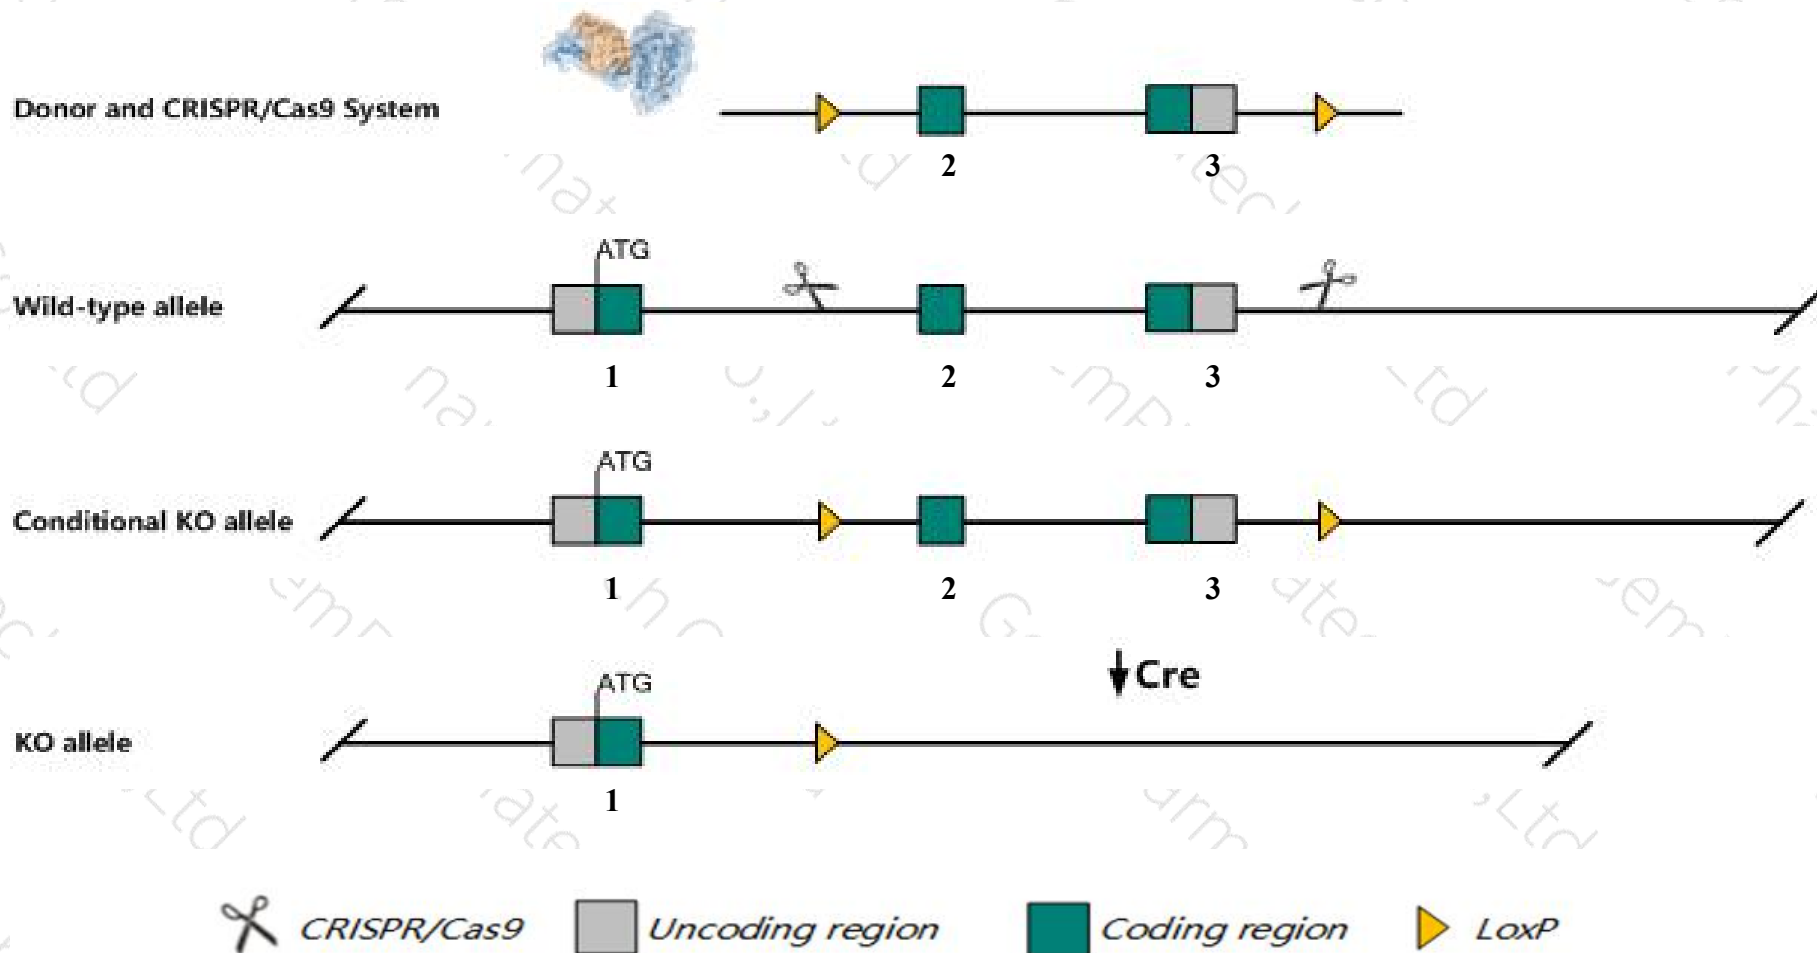 Donor and CRISPR/Cas9 System
2 3
ATG
Wild-type allele
1 2 3
ATG
Conditional KO allele
1 2 3
Cre
ATG
KO allele
1
CRISPR/Cas9 Uncoding region Coding region LoxP